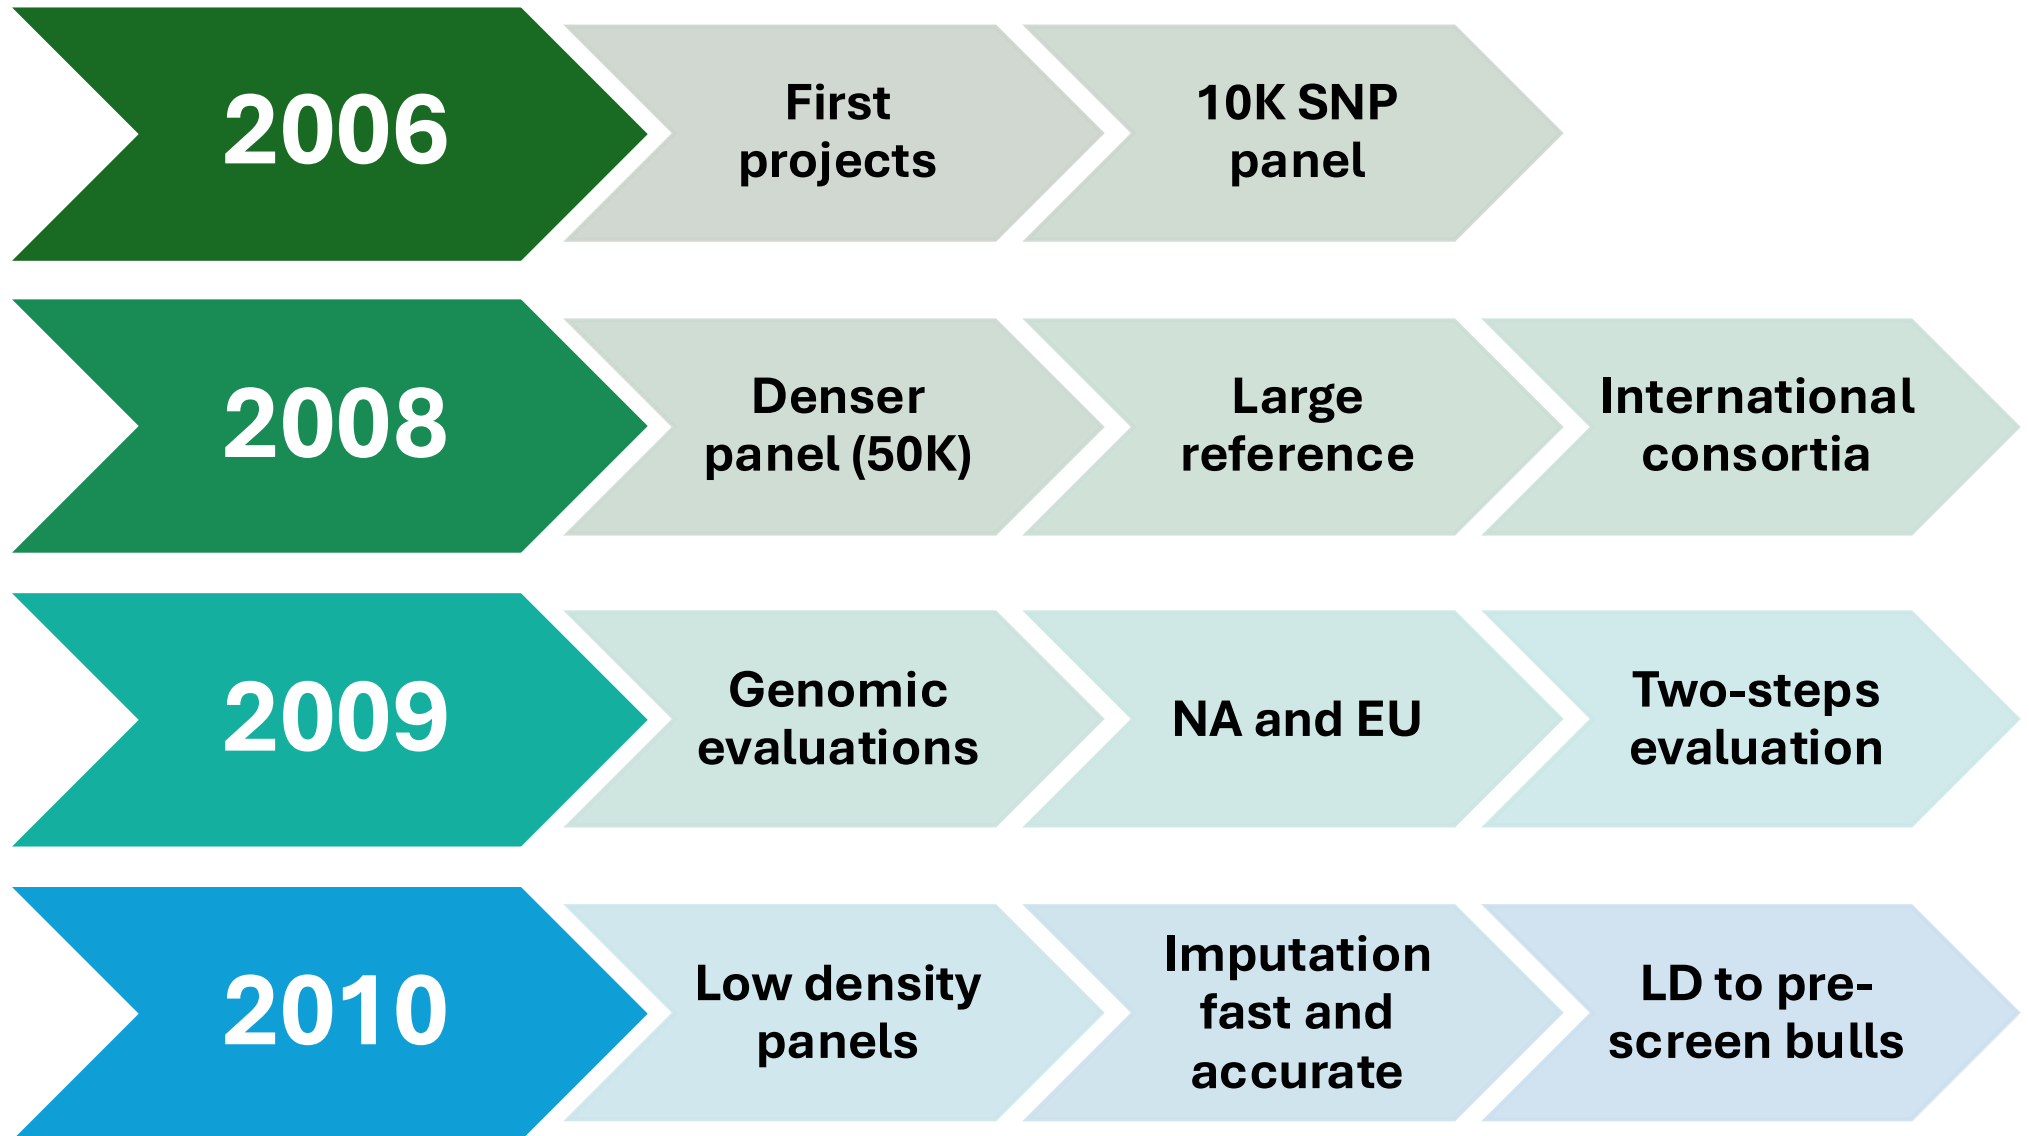 2006
First
projects
10K SNP
panel
2008
Denser
panel (50K)
Large
reference
International
consortia
2009
Genomic
evaluations
NA and EU
Two-steps
evaluation
2010
Low density
panels
Imputation
fast and
accurate
LD to pre-
screen bulls